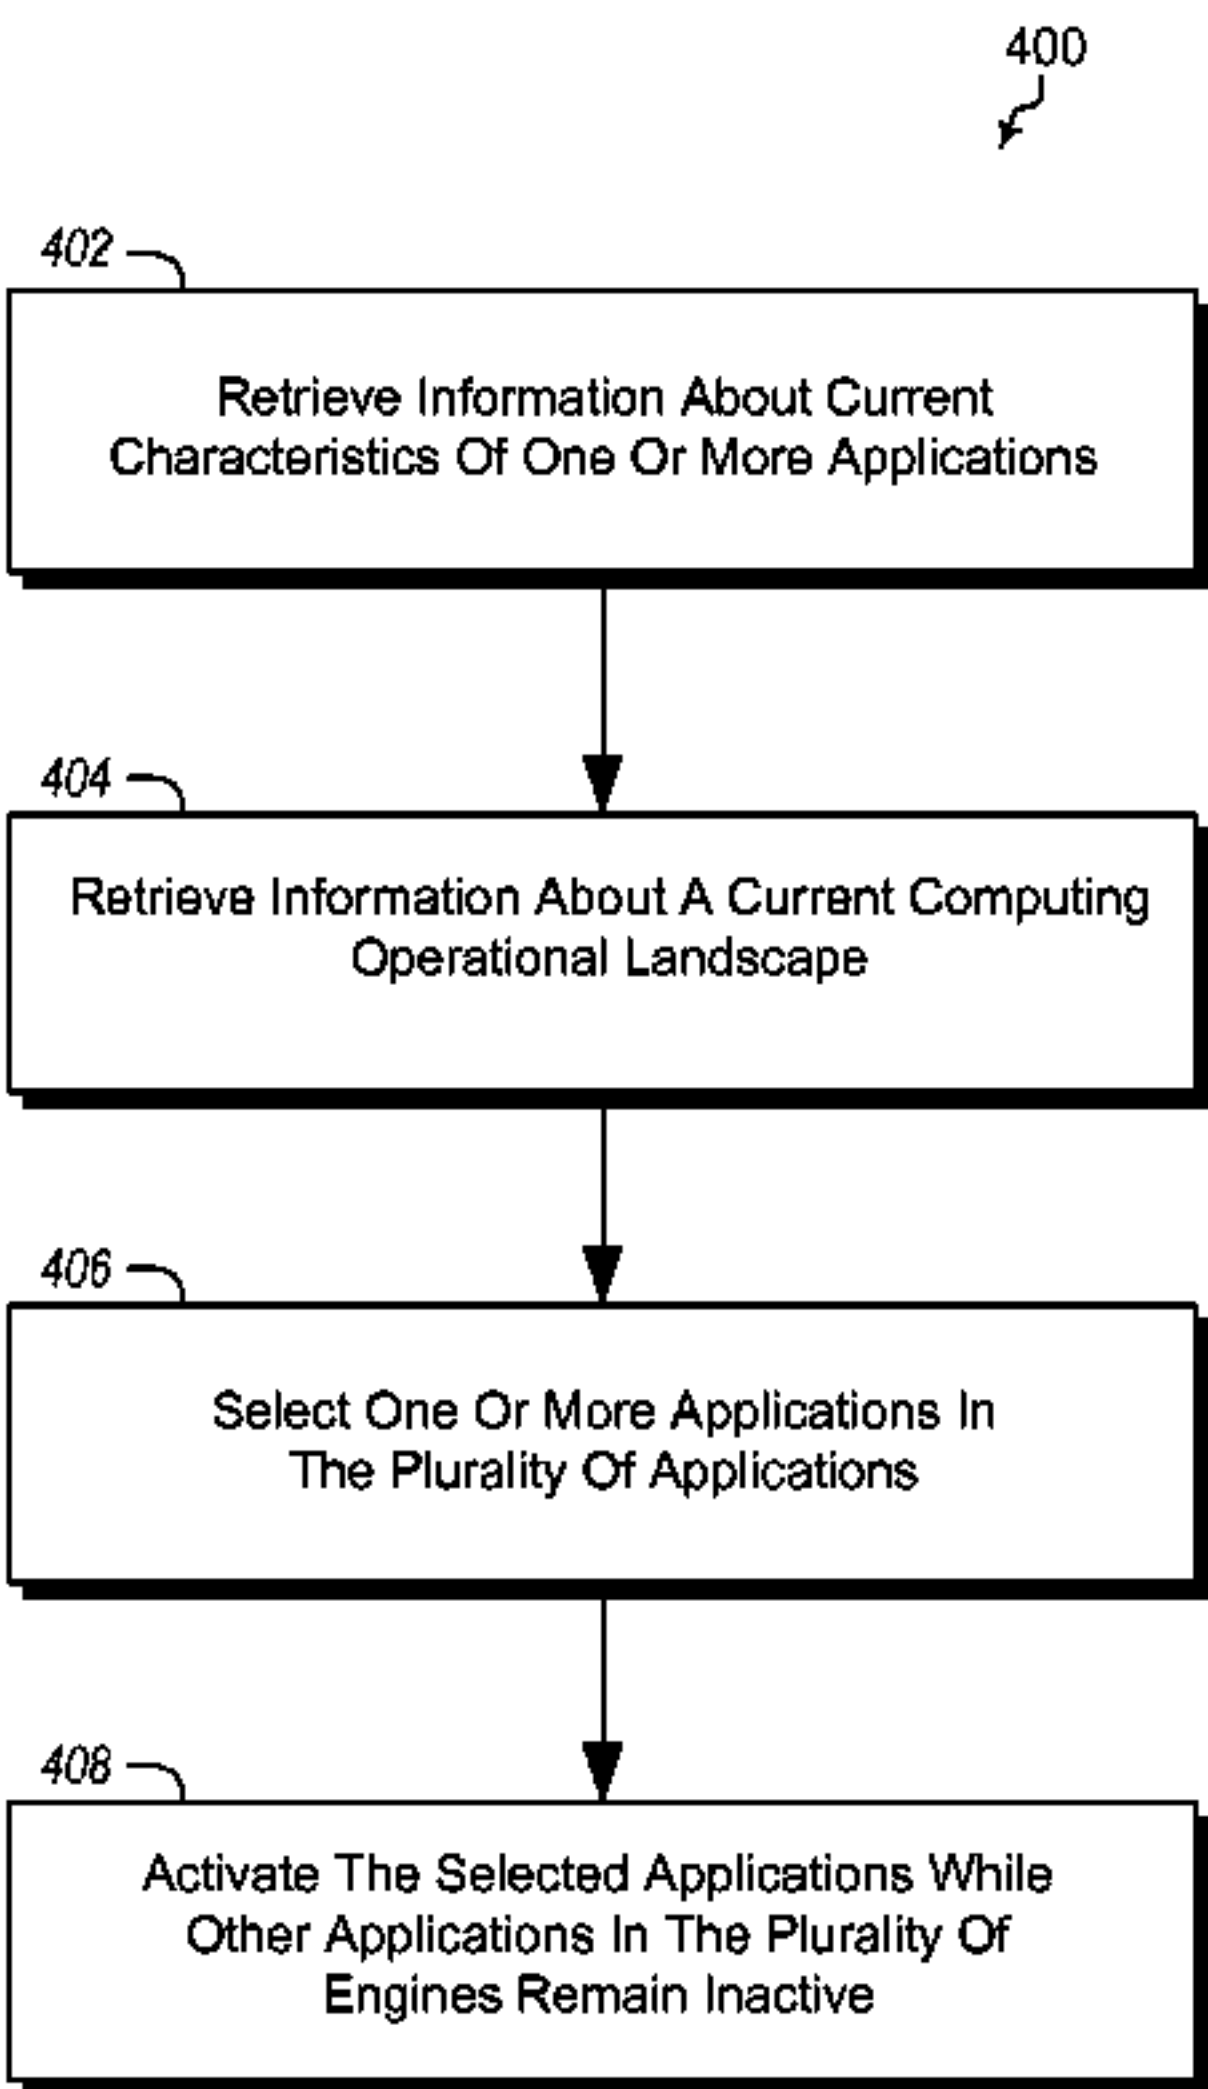 400
402
Retrieve Information About Current
Characteristics Of One Or More Applications
404
Retrieve Information About A Current Computing
Operational Landscape
406
Select One Or More Applications In
The Plurality Of Applications
408
Activate The Selected Applications While
Other Applications In The Plurality Of
Engines Remain Inactive